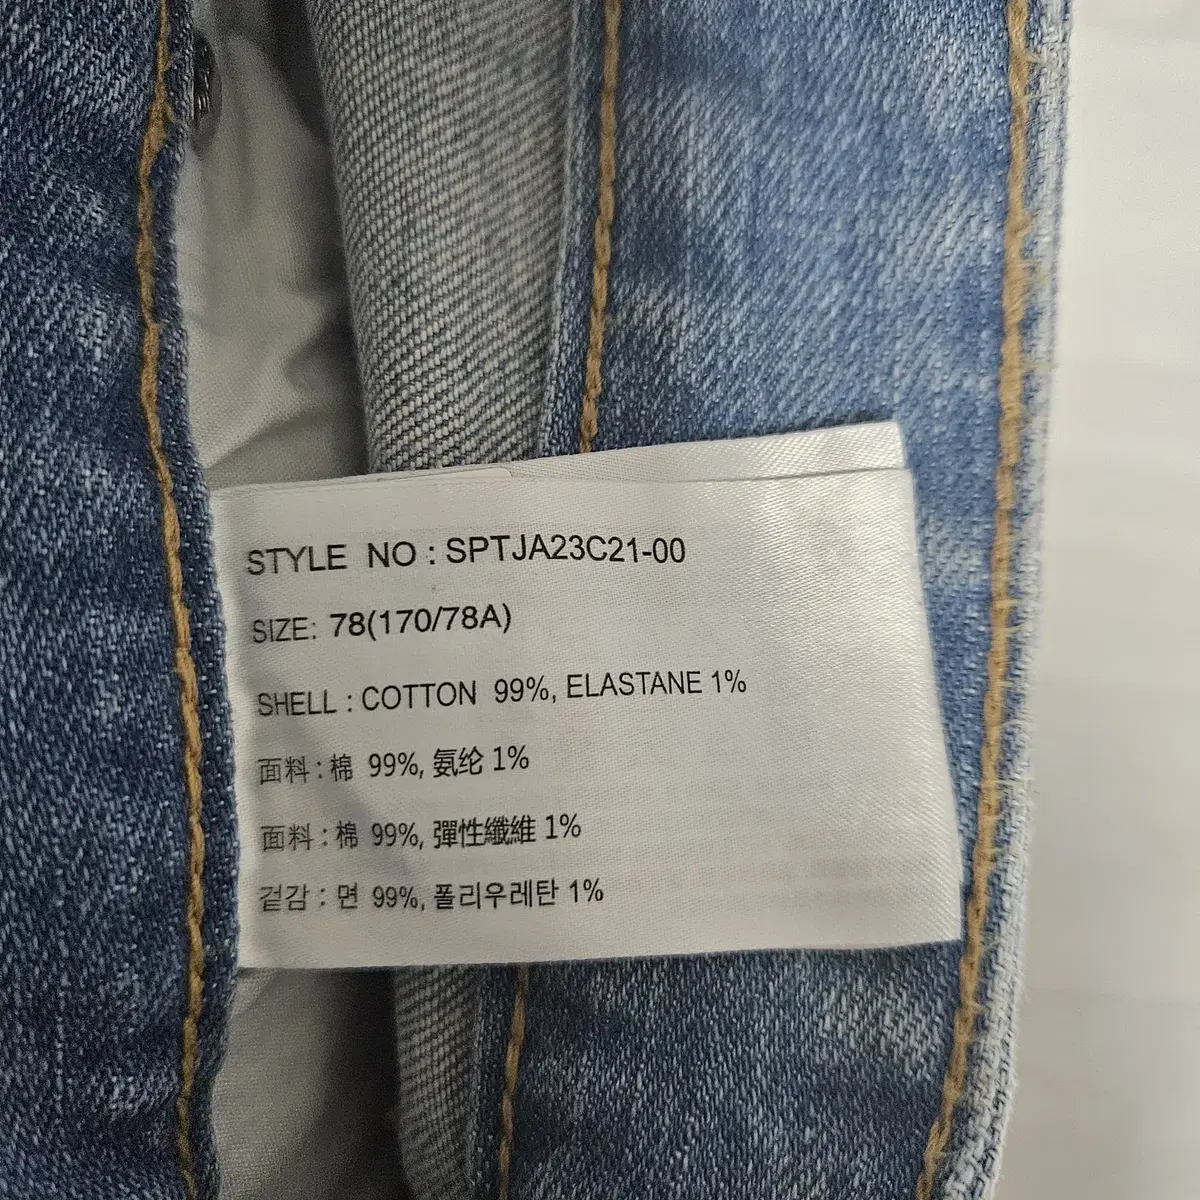 STYLE NO : SPTJA23C21-00
SIZE: 78(170/78A)
SHELL : COTTON 99%, ELASTANE 1%
面料 : 棉 99%, 氨纶 1%
面料 : 棉 99%, 彈性纖維 1%
겉감 : 면 99%, 폴리우레탄 1%